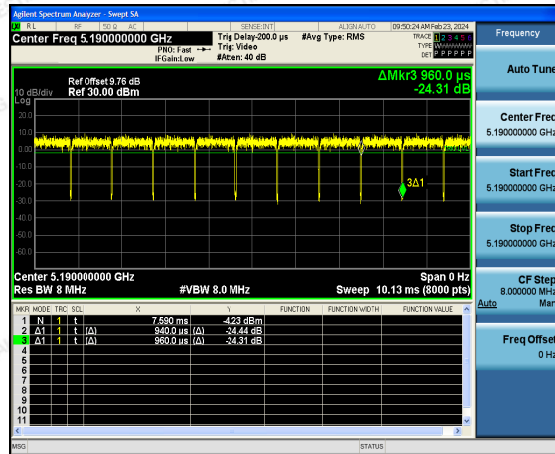 Agilent Spectrum Anayzer - Swept SA
RL RF 50 Ω AC SENSE:INT ALIGN AUTO 09:50:24 AM Feb 23, 2024
Center Freq 5.190000000 GHz
PNO: Fast
IFGain:Low
Trig Delay-200.0 µs
Trig: Video
#Atten: 40 dB
#Avg Type: RMS
TRACE 1 2 3 4 5 6
TYPE W
DET P P P P P P
Frequency
Auto Tune
Center Freq
5.190000000 GHz
Start Freq
5.190000000 GHz
Stop Freq
5.190000000 GHz
CF Step
8.000000 MHz
Auto Man
Freq Offset
0 Hz
Ref Offset 9.76 dB
10 dB/div Ref 30.00 dBm
Log
ΔMkr3 960.0 µs
-24.31 dB
20.0
10.0
0.00
-10.0
-20.0
-30.0
-40.0
-50.0
-60.0
3Δ1
Center 5.190000000 GHz Span 0 Hz
Res BW 8 MHz #VBW 8.0 MHz Sweep 10.13 ms (8000 pts)
MKR MODE TRC SCL X Y FUNCTION FUNCTION WIDTH FUNCTION VALUE
1 N 1 t 7.590 ms -4.23 dBm
2 Δ1 1 t (Δ) 940.0 µs (Δ) -24.44 dB
3 Δ1 1 t (Δ) 960.0 µs (Δ) -24.31 dB
4
5
6
7
8
9
10
11
MSG STATUS